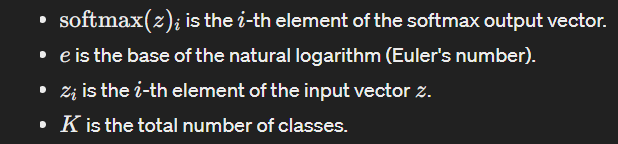 • softmax(z)ᵢ is the i-th element of the softmax output vector.
• e is the base of the natural logarithm (Euler's number).
• zᵢ is the i-th element of the input vector z.
• K is the total number of classes.